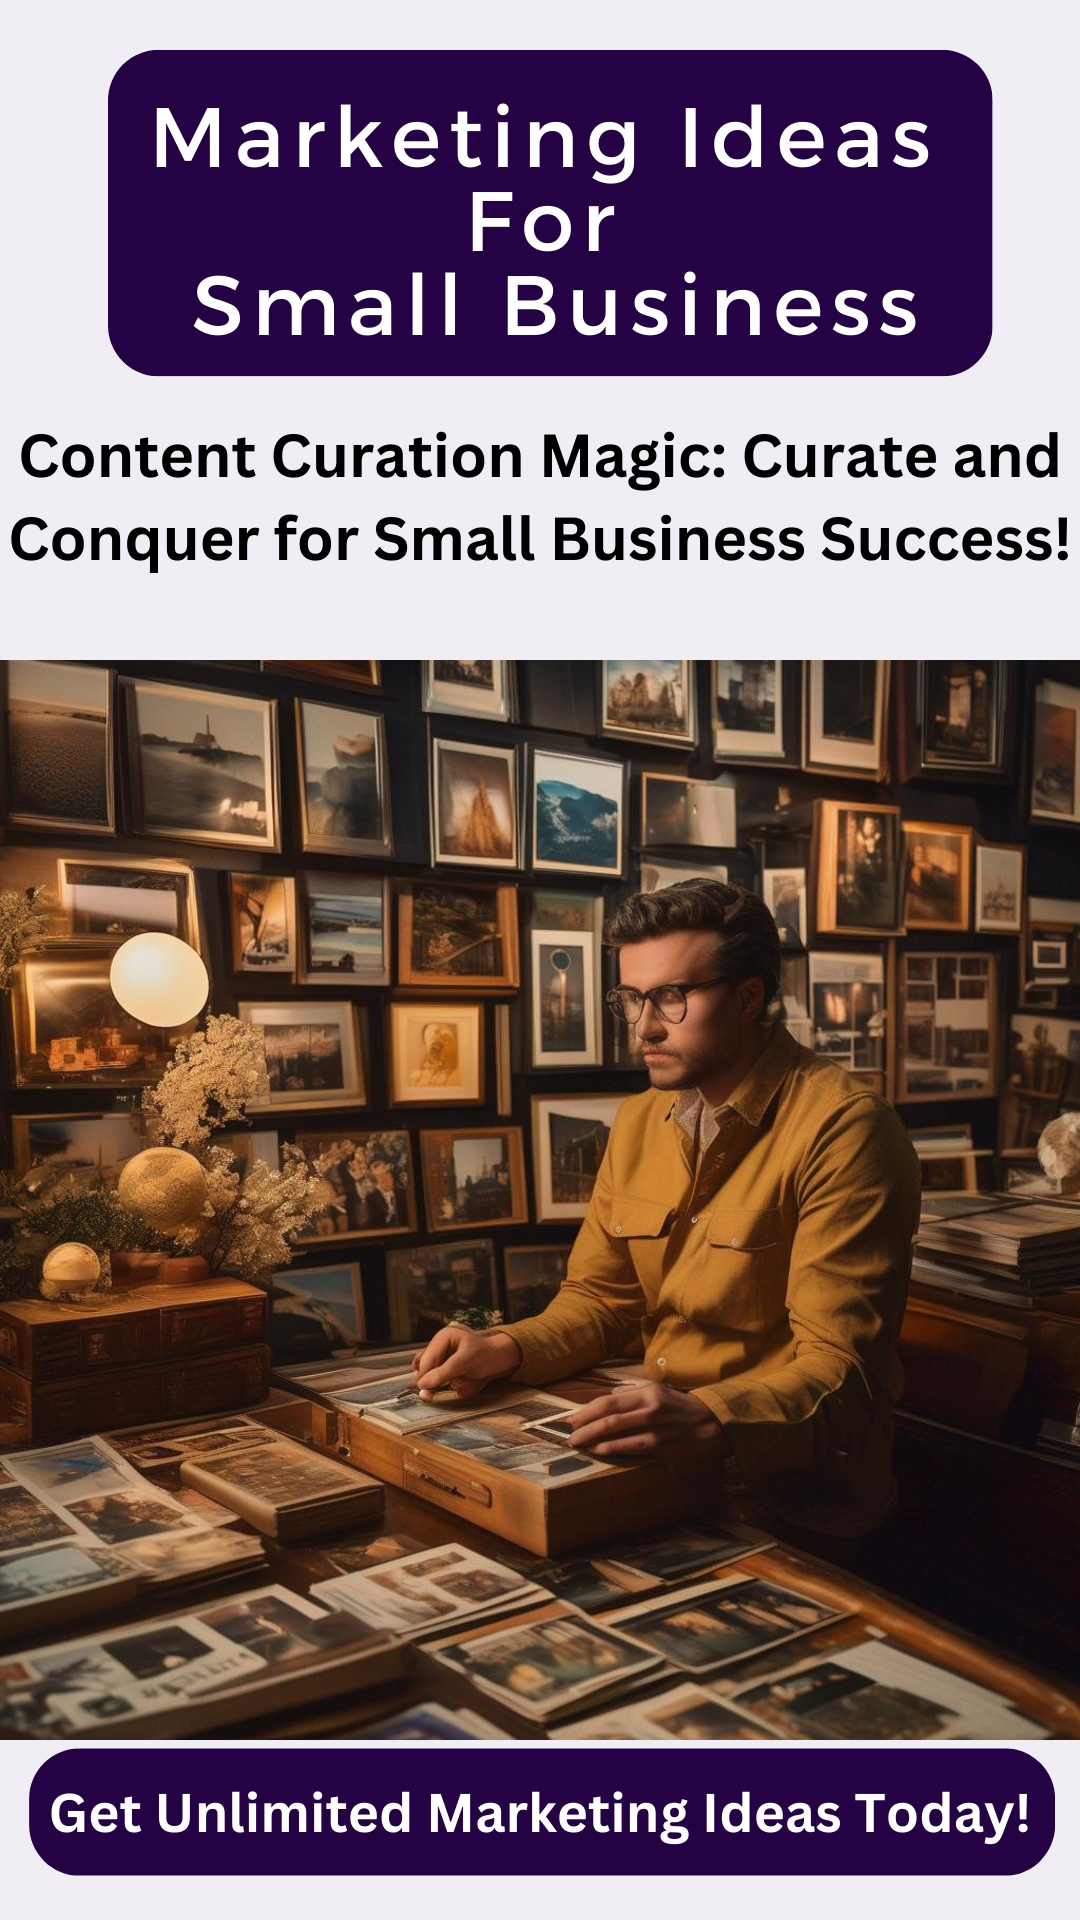 Marketing Ideas
For
Small Business
Content Curation Magic: Curate and
Conquer for Small Business Success!
Get Unlimited Marketing Ideas Today!